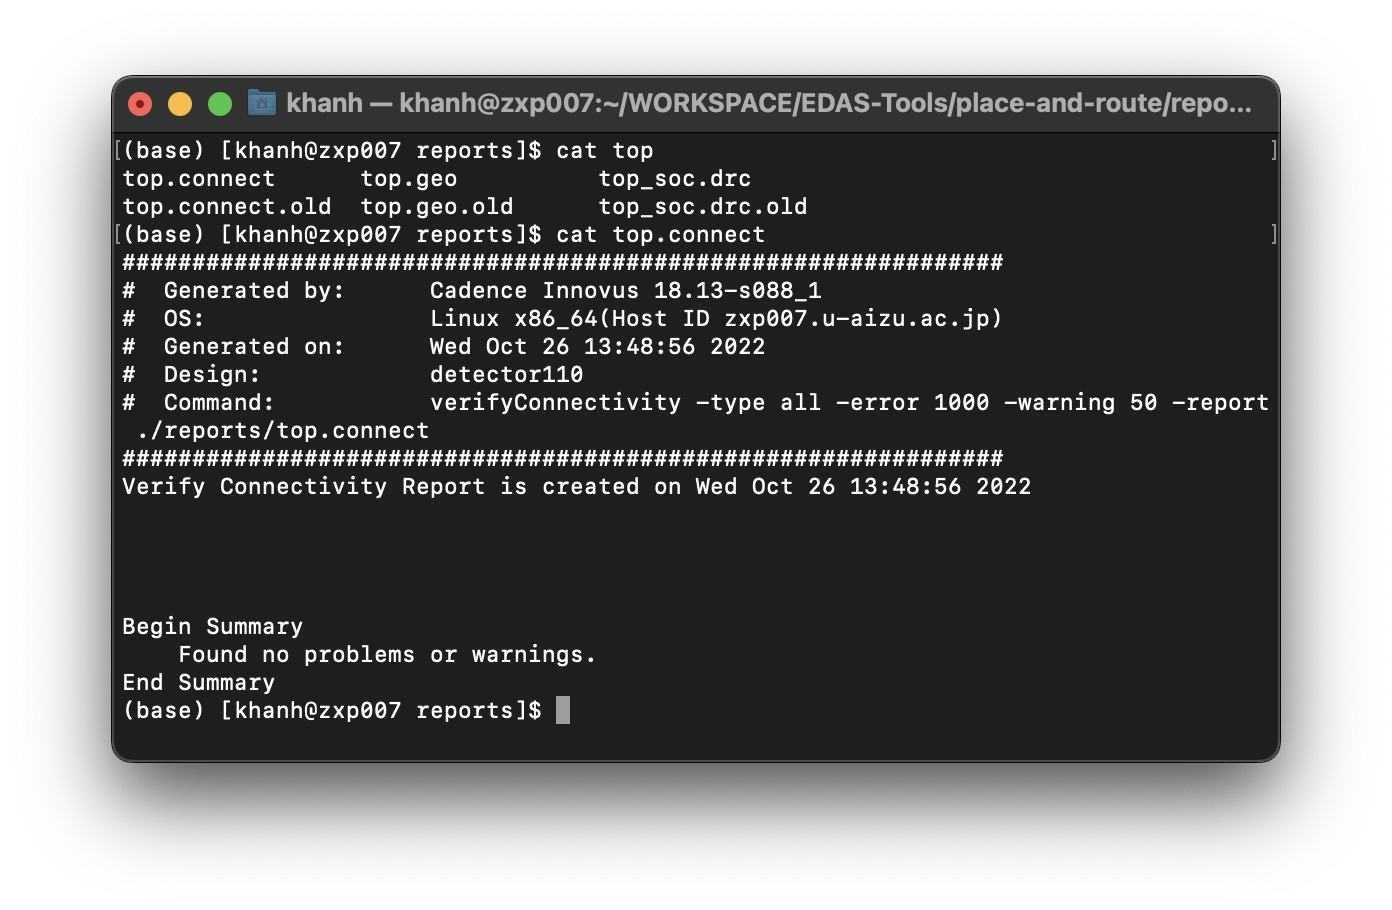 khanh — khanh@zxp007:~/WORKSPACE/EDAS-Tools/place-and-route/repo...
[(base) [khanh@zxp007 reports]$ cat top ]
top.connect      top.geo          top_soc.drc
top.connect.old  top.geo.old      top_soc.drc.old
[(base) [khanh@zxp007 reports]$ cat top.connect ]
###############################################################
#  Generated by:      Cadence Innovus 18.13-s088_1
#  OS:                Linux x86_64(Host ID zxp007.u-aizu.ac.jp)
#  Generated on:      Wed Oct 26 13:48:56 2022
#  Design:            detector110
#  Command:           verifyConnectivity -type all -error 1000 -warning 50 -report
 ./reports/top.connect
###############################################################
Verify Connectivity Report is created on Wed Oct 26 13:48:56 2022
Begin Summary
    Found no problems or warnings.
End Summary
(base) [khanh@zxp007 reports]$